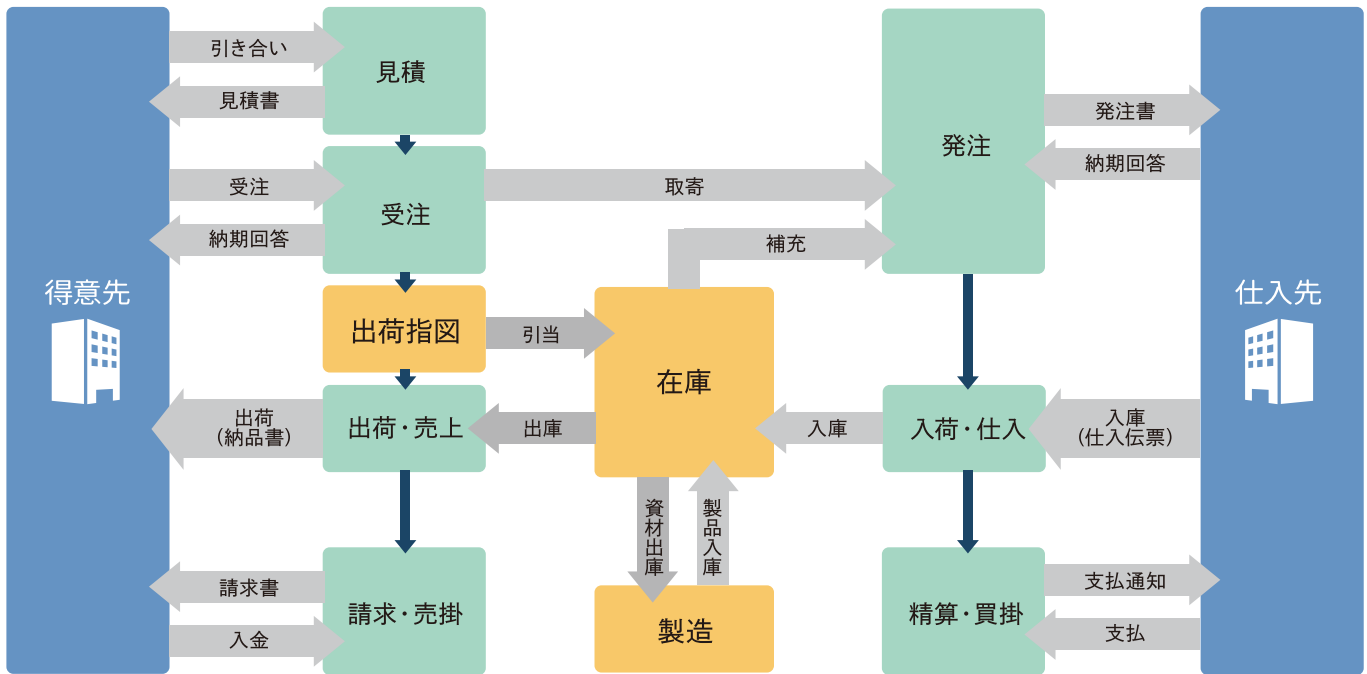 得意先
引き合い
見積書
受注
納期回答
出荷
（納品書）
請求書
入金
見積
受注
出荷指図
出荷・売上
請求・売掛
取寄
補充
引当
出庫
在庫
資材出庫
製品入庫
製造
入庫
発注
入荷・仕入
精算・買掛
発注書
納期回答
入庫
（仕入伝票）
支払通知
支払
仕入先